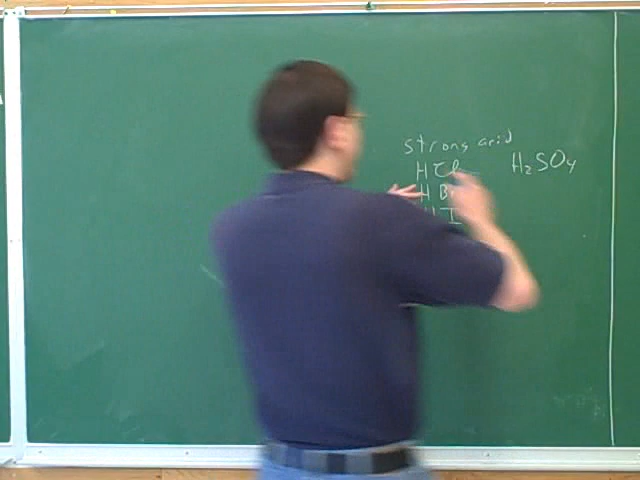 strong acid
HCl H₂SO₄
HBr
HI